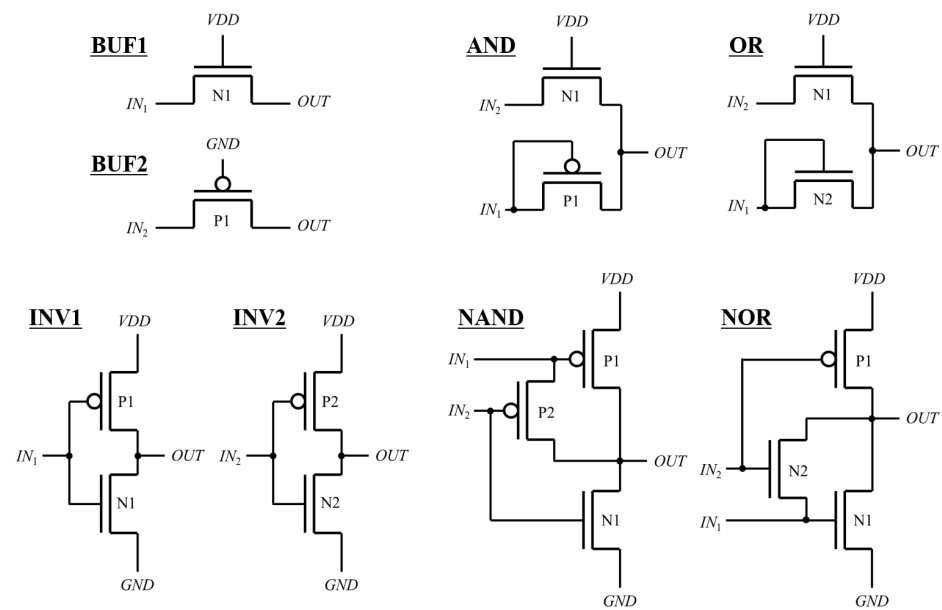 BUF1
VDD
N1
IN1
OUT
BUF2
GND
P1
IN2
OUT
AND
VDD
N1
IN2
OUT
P1
IN1
OR
VDD
N1
IN2
OUT
N2
IN1
INV1
VDD
P1
IN1
OUT
N1
GND
INV2
VDD
P2
IN2
OUT
N2
GND
NAND
VDD
IN1
P1
IN2
P2
OUT
N1
GND
NOR
VDD
P1
OUT
IN2
N2
IN1
N1
GND